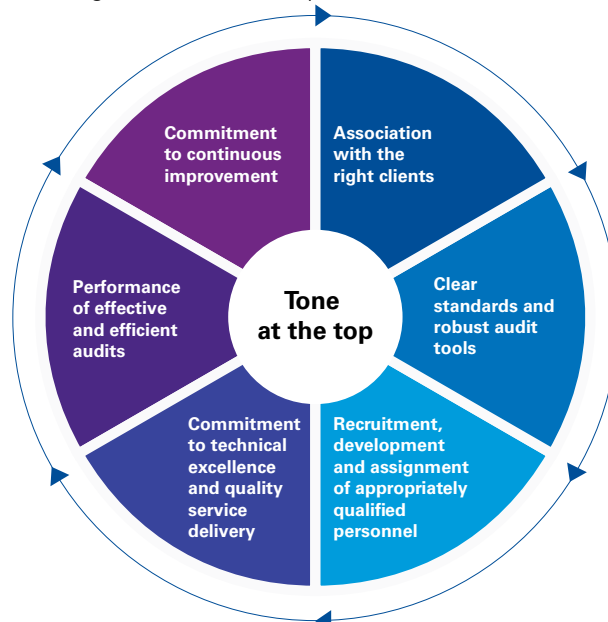 Commitment
to continuous
improvement
Association
with the
right clients
Performance
of effective
and efficient
audits
Tone
at the top
Clear
standards and
robust audit
tools
Commitment
to technical
excellence
and quality
service
delivery
Recruitment,
development
and assignment
of appropriately
qualified
personnel